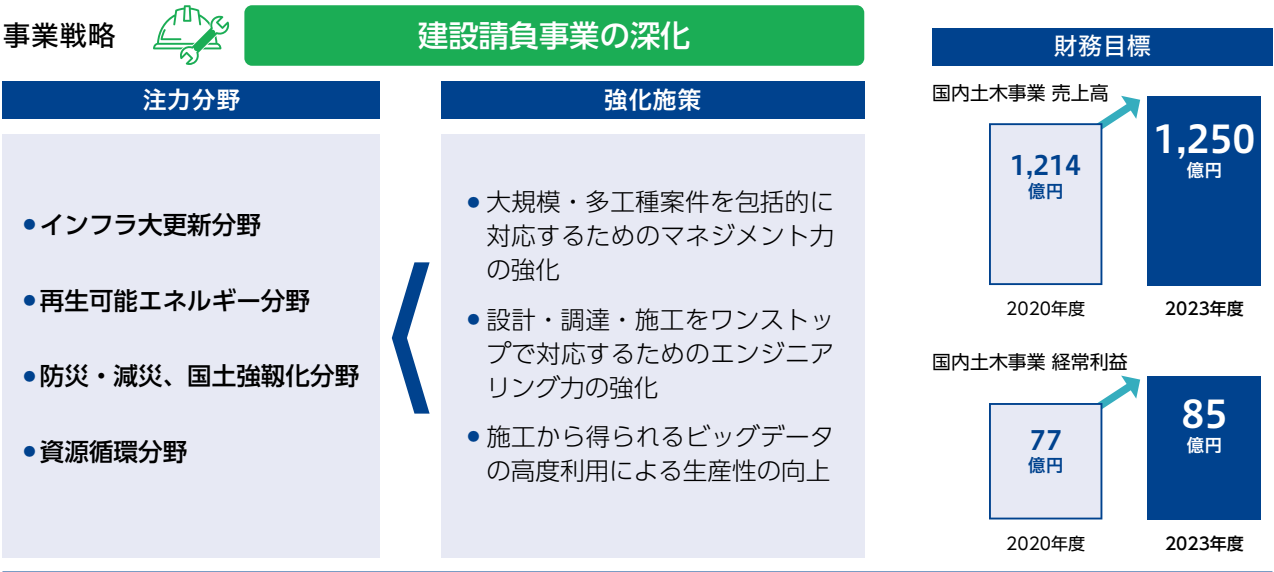 事業戦略
建設請負事業の深化
注力分野
●インフラ大更新分野
●再生可能エネルギー分野
●防災・減災、国土強靱化分野
●資源循環分野
強化施策
●大規模・多工種案件を包括的に
対応するためのマネジメント力
の強化
●設計・調達・施工をワンストッ
プで対応するためのエンジニア
リング力の強化
●施工から得られるビッグデータ
の高度利用による生産性の向上
財務目標
国内土木事業 売上高
1,214
億円
2020年度
1,250
億円
2023年度
国内土木事業 経常利益
77
億円
2020年度
85
億円
2023年度